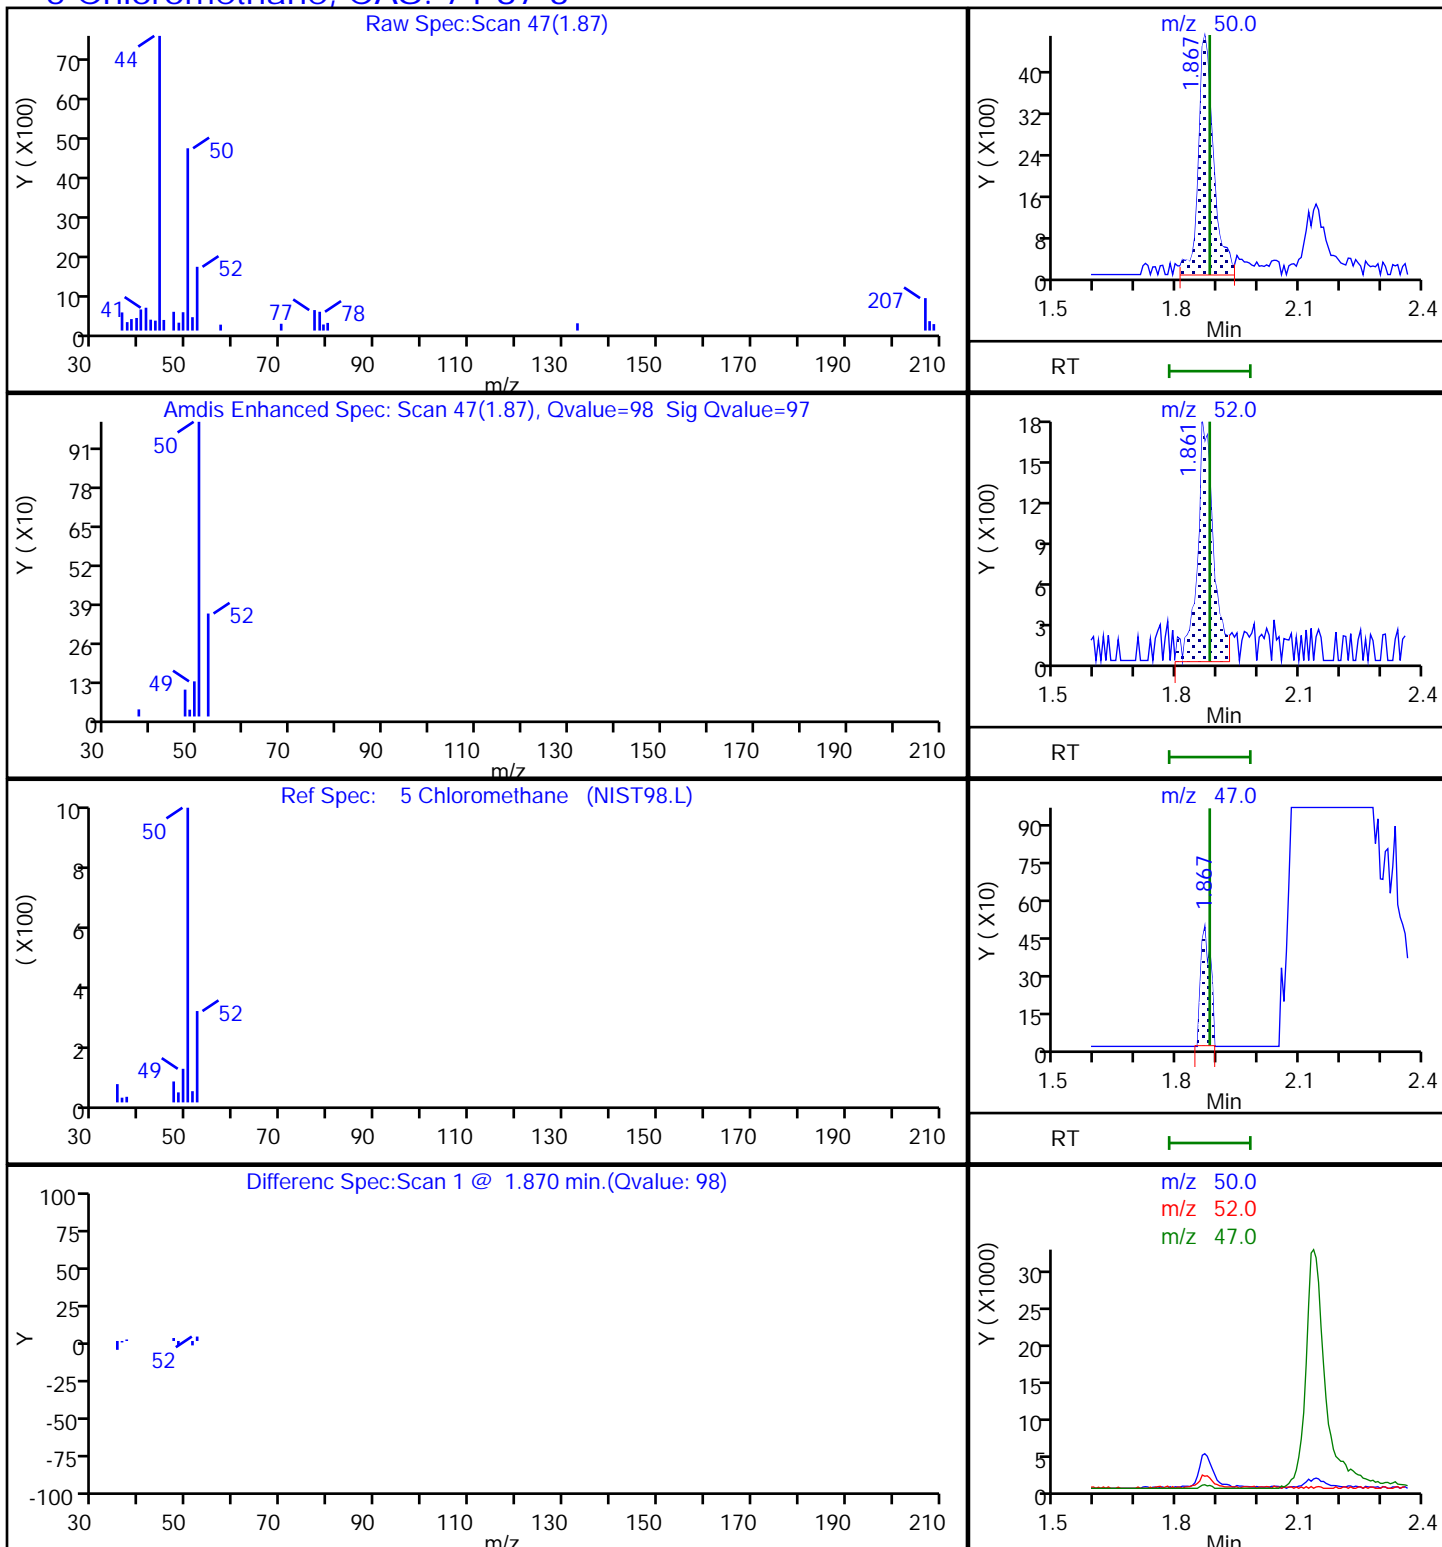 Raw Spec:Scan 47(1.87)
Y ( X100)
70
60
50
40
30
20
10
0
44
50
52
41
77
78
207
30 50 70 90 110 130 150 170 190 210
m/z
m/z 50.0
Y ( X100)
40
32
24
16
8
0
1.867
1.5 1.8 2.1 2.4
Min
RT
Amdis Enhanced Spec: Scan 47(1.87), Qvalue=98 Sig Qvalue=97
Y ( X10)
91
78
65
52
39
26
13
0
50
52
49
30 50 70 90 110 130 150 170 190 210
m/z
m/z 52.0
Y ( X100)
18
15
12
9
6
3
0
1.861
1.5 1.8 2.1 2.4
Min
RT
Ref Spec: 5 Chloromethane (NIST98.L)
( X100)
10
8
6
4
2
0
50
52
49
30 50 70 90 110 130 150 170 190 210
m/z 47.0
Y ( X10)
90
75
60
45
30
15
0
1.867
1.5 1.8 2.1 2.4
Min
RT
Differenc Spec:Scan 1 @ 1.870 min.(Qvalue: 98)
Y
100
75
50
25
0
-25
-50
-75
-100
52
30 50 70 90 110 130 150 170 190 210
m/z
m/z 50.0
m/z 52.0
m/z 47.0
Y ( X1000)
30
25
20
15
10
5
0
1.5 1.8 2.1 2.4
Min